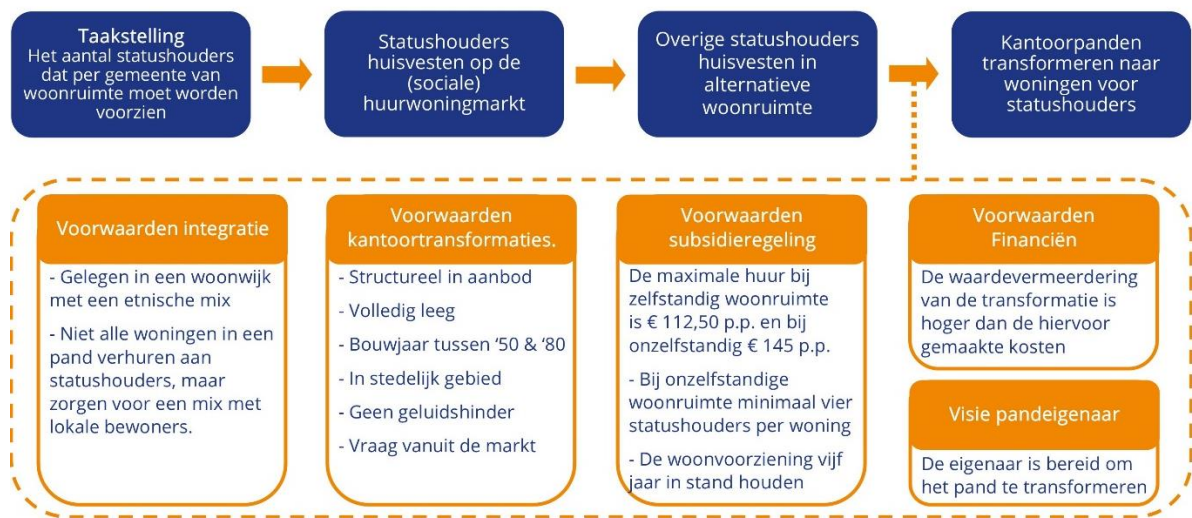 Taakstelling
Het aantal statushouders
dat per gemeente van
woonruimte moet worden
voorzien
Statushouders
huisvesten op de
(sociale)
huurwoningmarkt
Overige statushouders
huisvesten in
alternatieve
woonruimte
Kantoorpanden
transformeren naar
woningen voor
statushouders
Voorwaarden integratie
- Gelegen in een woonwijk
met een etnische mix
- Niet alle woningen in een
pand verhuren aan
statushouders, maar
zorgen voor een mix met
lokale bewoners.
Voorwaarden
kantoortransformaties.
- Structureel in aanbod
- Volledig leeg
- Bouwjaar tussen ‘50 & ‘80
- In stedelijk gebied
- Geen geluidshinder
- Vraag vanuit de markt
Voorwaarden
subsidieregeling
De maximale huur bij
zelfstandig woonruimte
is € 112,50 p.p. en bij
onzelfstandig € 145 p.p.
- Bij onzelfstandige
woonruimte minimaal vier
statushouders per woning
- De woonvoorziening vijf
jaar in stand houden
Voorwaarden
Financiën
De waardevermeerdering
van de transformatie is
hoger dan de hiervoor
gemaakte kosten
Visie pandeigenaar
De eigenaar is bereid om
het pand te transformeren